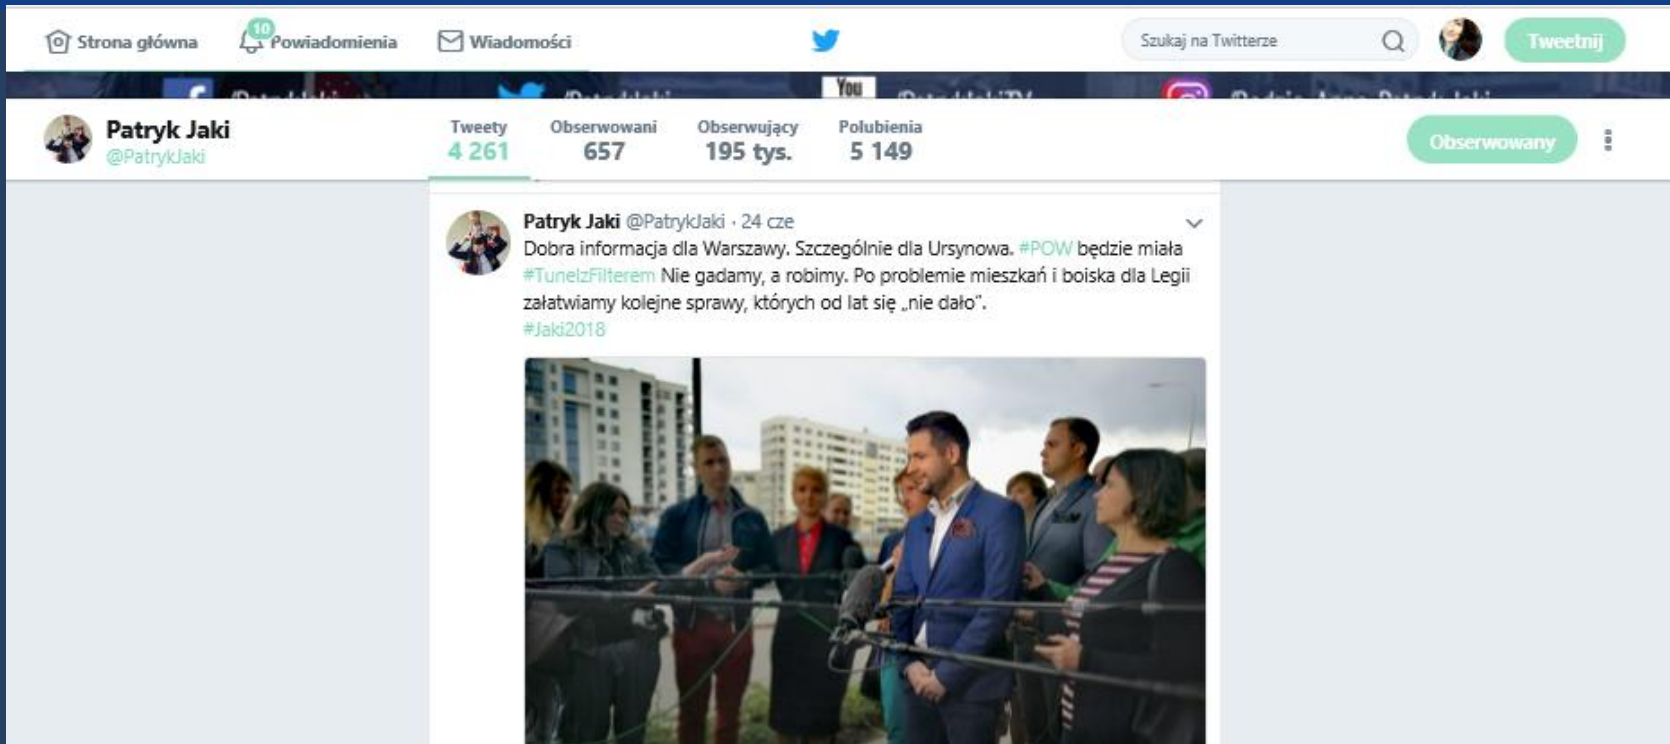 Strona główna
10
Powiadomienia
Wiadomości
Szukaj na Twitterze
Tweetnij
You
Patryk Jaki
@PatrykJaki
Tweety
4 261
Obserwowani
657
Obserwujący
195 tys.
Polubienia
5 149
Obserwowany
Patryk Jaki @PatrykJaki · 24 cze
Dobra informacja dla Warszawy. Szczególnie dla Ursynowa. #POW będzie miała
#TunelzFilterem Nie gadamy, a robimy. Po problemie mieszkań i boiska dla Legii
załatwiamy kolejne sprawy, których od lat się „nie dało”.
#Jaki2018